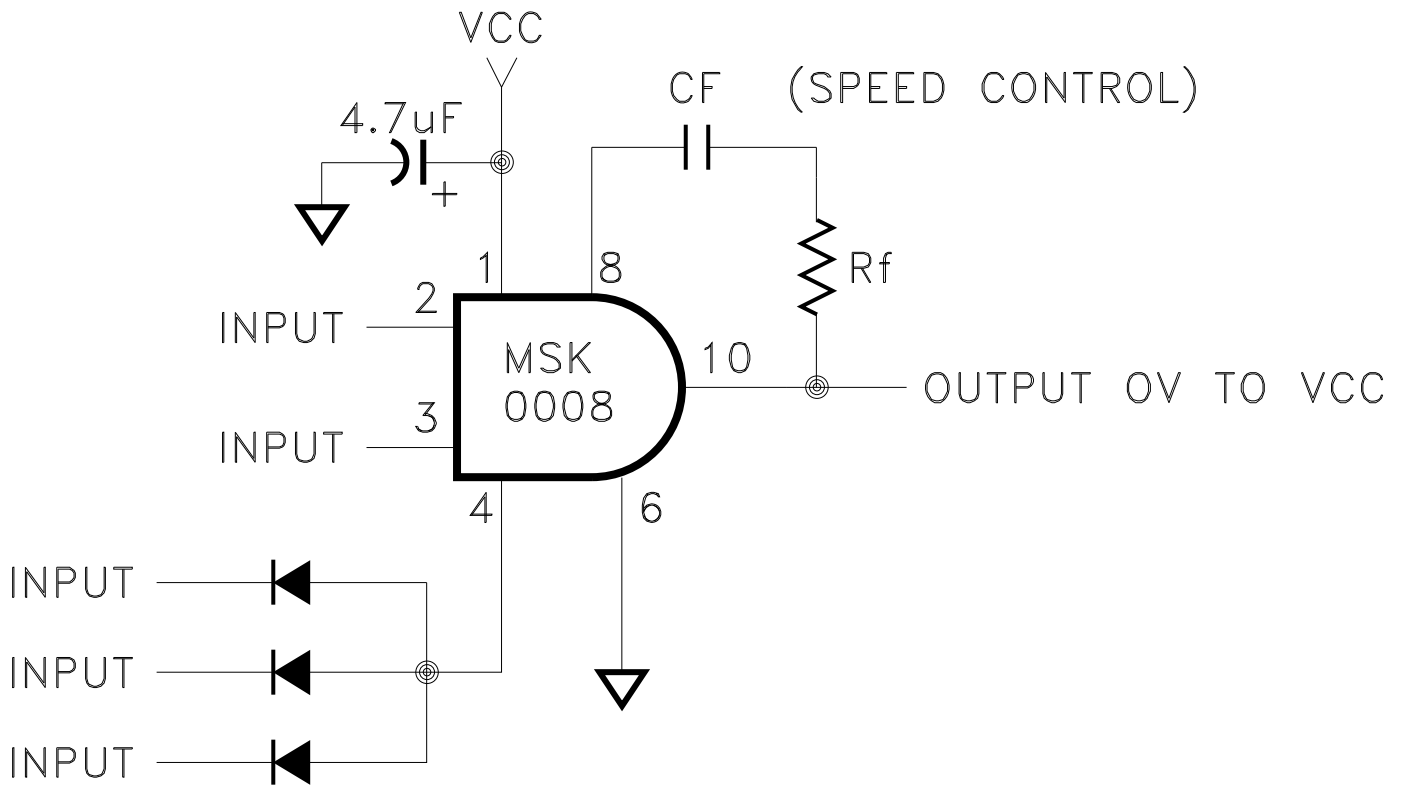 VCC
CF (SPEED CONTROL)
4.7uF
+
1
8
Rf
2
INPUT
MSK
0008
10
OUTPUT 0V TO VCC
3
INPUT
4
6
INPUT
INPUT
INPUT